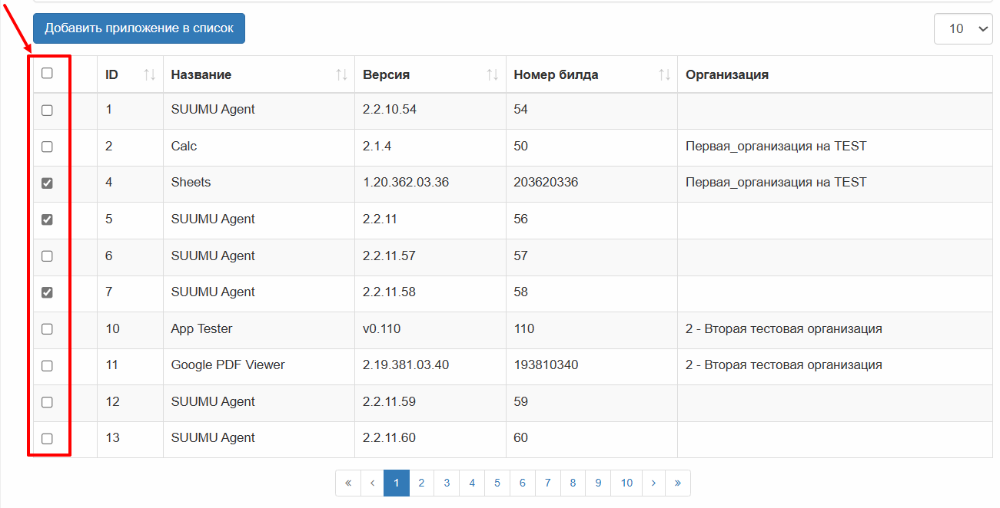 Добавить приложение в список
10
ID Название Версия Номер билда Организация
1 SUUMU Agent 2.2.10.54 54
2 Calc 2.1.4 50 Первая_организация на TEST
4 Sheets 1.20.362.03.36 203620336 Первая_организация на TEST
5 SUUMU Agent 2.2.11 56
6 SUUMU Agent 2.2.11.57 57
7 SUUMU Agent 2.2.11.58 58
10 App Tester v0.110 110 2 - Вторая тестовая организация
11 Google PDF Viewer 2.19.381.03.40 193810340 2 - Вторая тестовая организация
12 SUUMU Agent 2.2.11.59 59
13 SUUMU Agent 2.2.11.60 60
« ‹ 1 2 3 4 5 6 7 8 9 10 › »